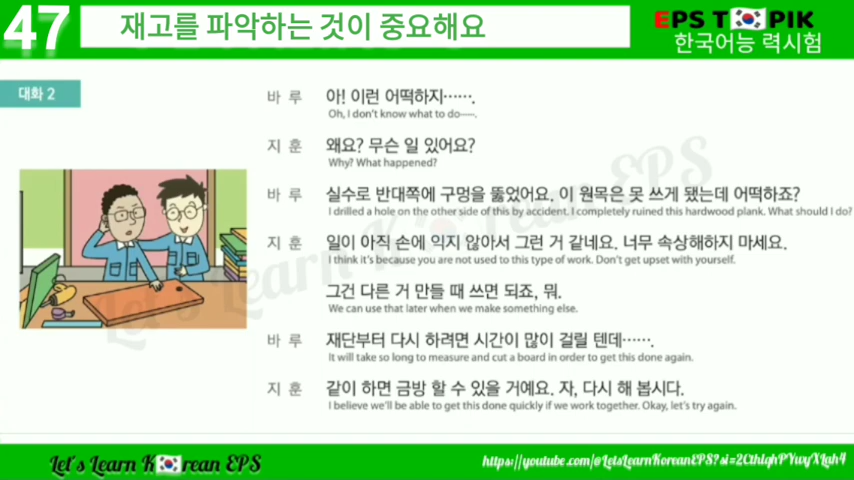 47 재고를 파악하는 것이 중요해요
EPS TOPIK
한국어능 력시험
대화 2
바 루 아! 이런 어떡하지…….
Oh, I don't know what to do—.
지 훈 왜요? 무슨 일 있어요?
Why? What happened?
바 루 실수로 반대쪽에 구멍을 뚫었어요. 이 원목은 못 쓰게 됐는데 어떡하죠?
I drilled a hole on the other side of this by accident. I completely ruined this hardwood plank. What should I do?
지 훈 일이 아직 손에 익지 않아서 그런 거 같네요. 너무 속상해하지 마세요.
I think it's because you are not used to this type of work. Don't get upset with yourself.
그건 다른 거 만들 때 쓰면 되죠, 뭐.
We can use that later when we make something else.
바 루 재단부터 다시 하려면 시간이 많이 걸릴 텐데…….
It will take so long to measure and cut a board in order to get this done again.
지 훈 같이 하면 금방 할 수 있을 거예요. 자, 다시 해 봅시다.
I believe we'll be able to get this done quickly if we work together. Okay, let's try again.
Let's Learn Korean EPS
Let's Learn Korean EPS
https://youtube.com/@LetsLearnKoreanEPS?si=2CthlqhPYwyXLah4